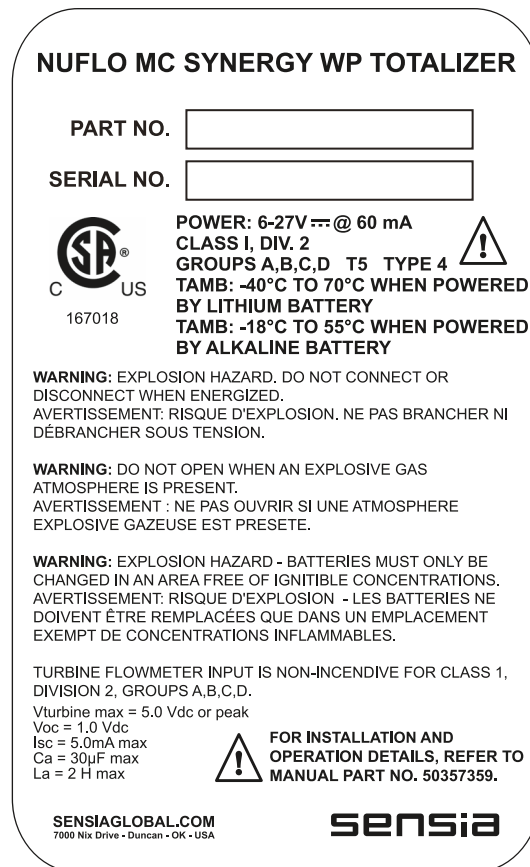 NUFLO MC SYNERGY WP TOTALIZER
PART NO.
SERIAL NO.
CSA ®
C US
167018
POWER: 6-27V ⎓ @ 60 mA
CLASS I, DIV. 2
GROUPS A,B,C,D T5 TYPE 4
TAMB: -40°C TO 70°C WHEN POWERED
BY LITHIUM BATTERY
TAMB: -18°C TO 55°C WHEN POWERED
BY ALKALINE BATTERY
WARNING: EXPLOSION HAZARD. DO NOT CONNECT OR
DISCONNECT WHEN ENERGIZED.
AVERTISSEMENT: RISQUE D'EXPLOSION. NE PAS BRANCHER NI
DÉBRANCHER SOUS TENSION.
WARNING: DO NOT OPEN WHEN AN EXPLOSIVE GAS
ATMOSPHERE IS PRESENT.
AVERTISSEMENT : NE PAS OUVRIR SI UNE ATMOSPHERE
EXPLOSIVE GAZEUSE EST PRESETE.
WARNING: EXPLOSION HAZARD - BATTERIES MUST ONLY BE
CHANGED IN AN AREA FREE OF IGNITIBLE CONCENTRATIONS.
AVERTISSEMENT: RISQUE D'EXPLOSION - LES BATTERIES NE
DOIVENT ÊTRE REMPLACÉES QUE DANS UN EMPLACEMENT
EXEMPT DE CONCENTRATIONS INFLAMMABLES.
TURBINE FLOWMETER INPUT IS NON-INCENDIVE FOR CLASS 1,
DIVISION 2, GROUPS A,B,C,D.
Vturbine max = 5.0 Vdc or peak
Voc = 1.0 Vdc
Isc = 5.0mA max
Ca = 30µF max
La = 2 H max
FOR INSTALLATION AND
OPERATION DETAILS, REFER TO
MANUAL PART NO. 50357359.
SENSIAGLOBAL.COM
7000 Nix Drive - Duncan - OK - USA
sensia